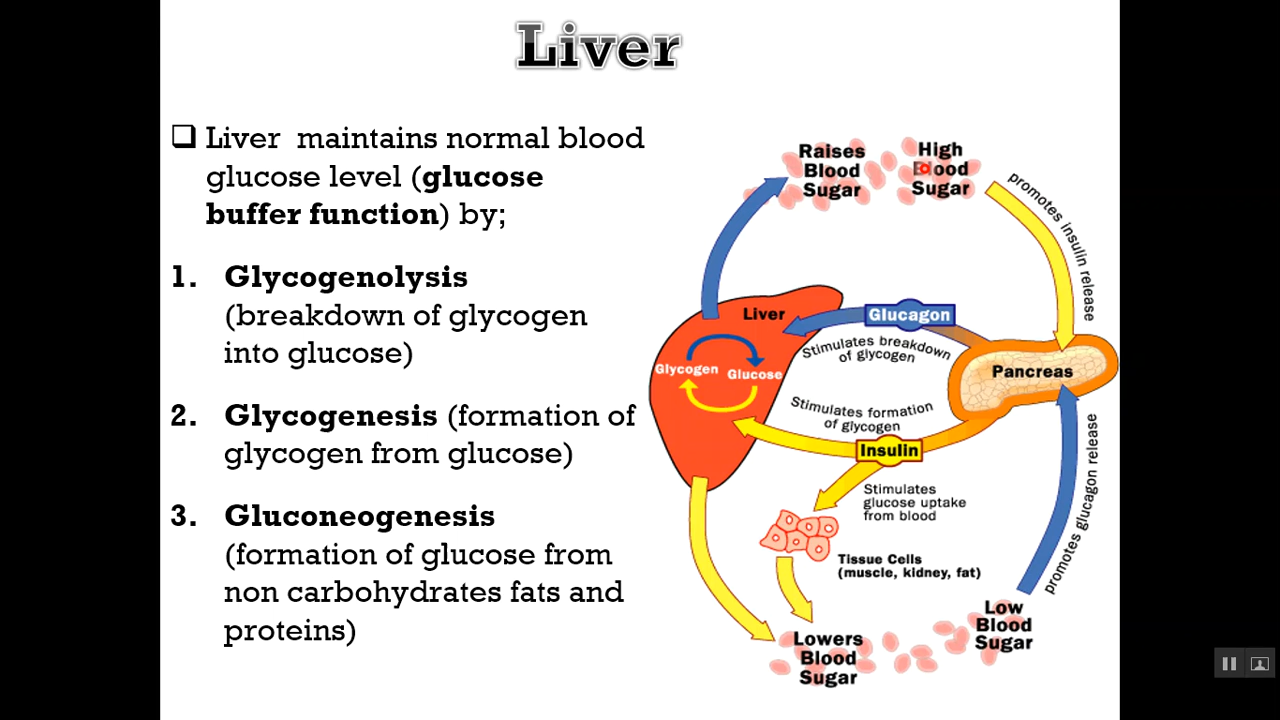 Liver
❑ Liver maintains normal blood
glucose level (glucose
buffer function) by;
1. Glycogenolysis
(breakdown of glycogen
into glucose)
2. Glycogenesis (formation of
glycogen from glucose)
3. Gluconeogenesis
(formation of glucose from
non carbohydrates fats and
proteins)
Raises
Blood
Sugar
High
Blood
Sugar
promotes insulin release
Liver
Glucagon
Stimulates breakdown
of glycogen
Glycogen
Glucose
Pancreas
Stimulates formation
of glycogen
Insulin
Stimulates
glucose uptake
from blood
promotes glucagon release
Tissue Cells
(muscle, kidney, fat)
Low
Blood
Sugar
Lowers
Blood
Sugar